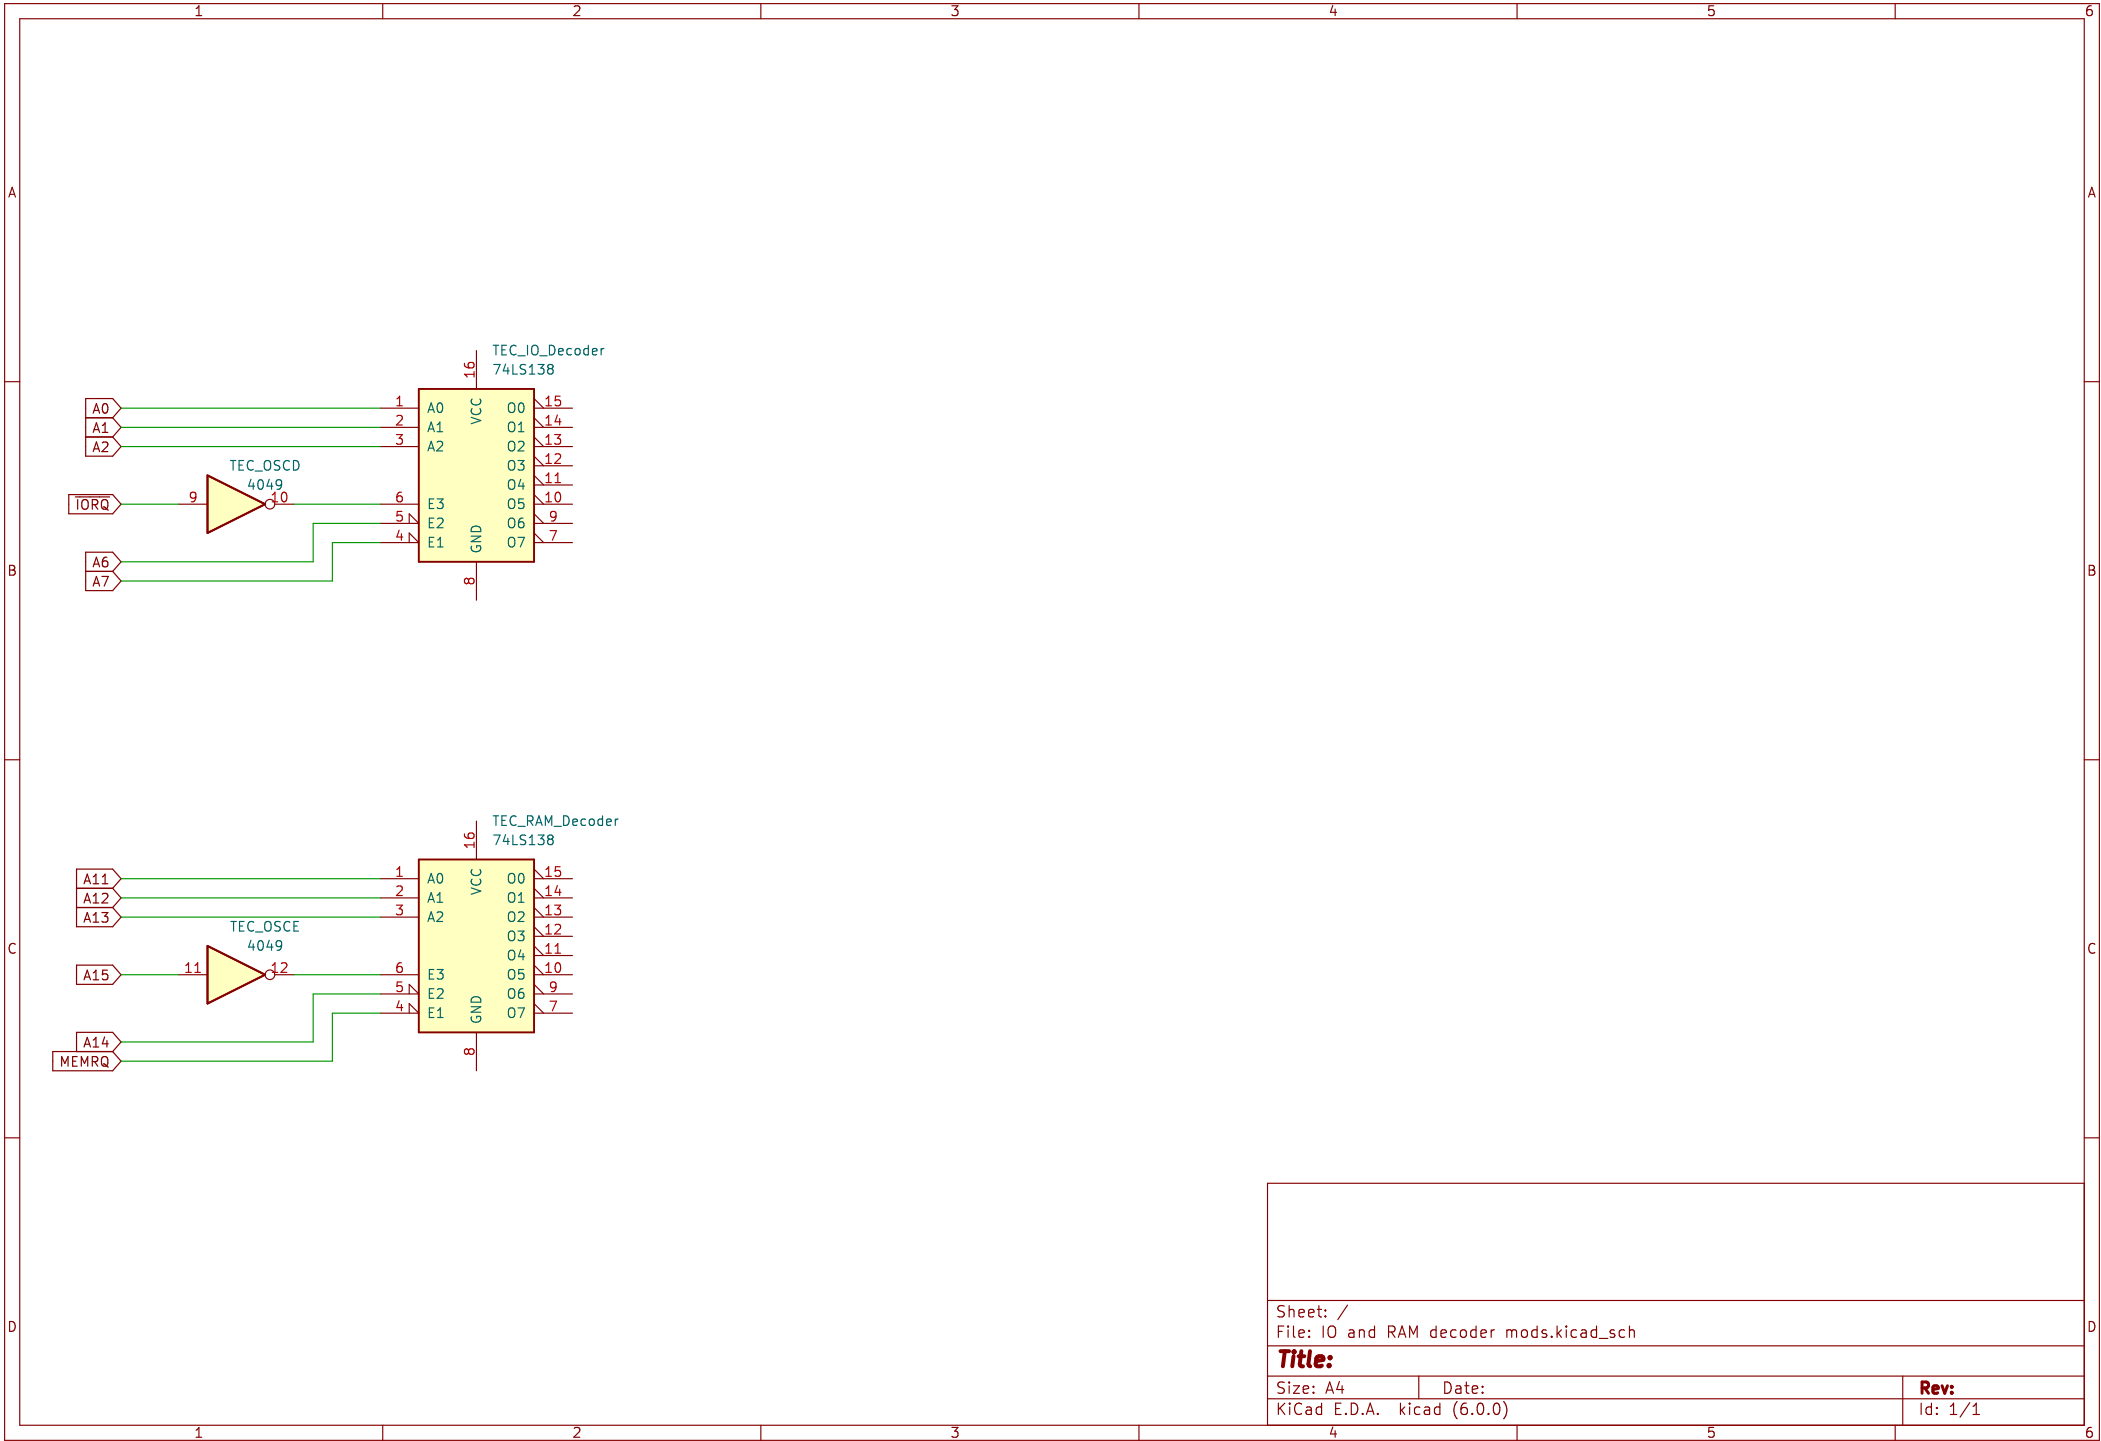 1 2 3 4 5 6
A A
TEC_IO_Decoder
74LS138
16
A0 1 A0 VCC O0 15
A1 2 A1 O1 14
A2 3 A2 O2 13
TEC_OSCD O3 12
4049 O4 11
IORQ 9 10 6 E3 O5 10
5 E2 GND O6 9
4 E1 O7 7
A6
B B
A7
8
TEC_RAM_Decoder
74LS138
16
A11 1 A0 VCC O0 15
A12 2 A1 O1 14
A13 3 A2 O2 13
TEC_OSCE O3 12
4049 O4 11
C C
A15 11 12 6 E3 O5 10
5 E2 GND O6 9
4 E1 O7 7
A14
MEMRQ
8
Sheet: /
D D
File: IO and RAM decoder mods.kicad_sch
Title:
Size: A4 Date: Rev:
KiCad E.D.A. kicad (6.0.0) Id: 1/1
1 2 3 4 5 6